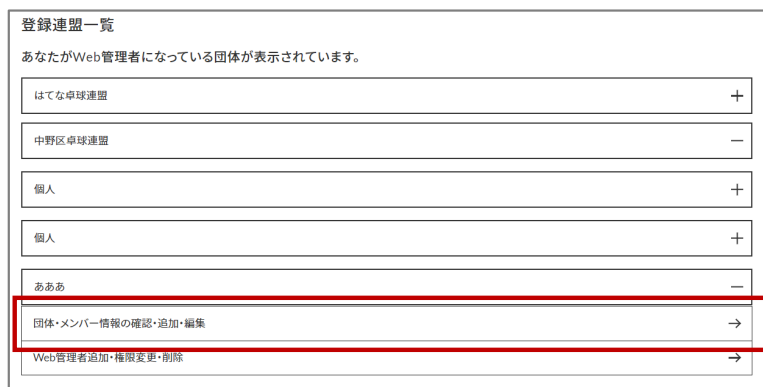 登録連盟一覧
あなたがWeb管理者になっている団体が表示されています。
はてな卓球連盟
中野区卓球連盟
個人
個人
あああ
団体・メンバー情報の確認・追加・編集
Web管理者追加・権限変更・削除